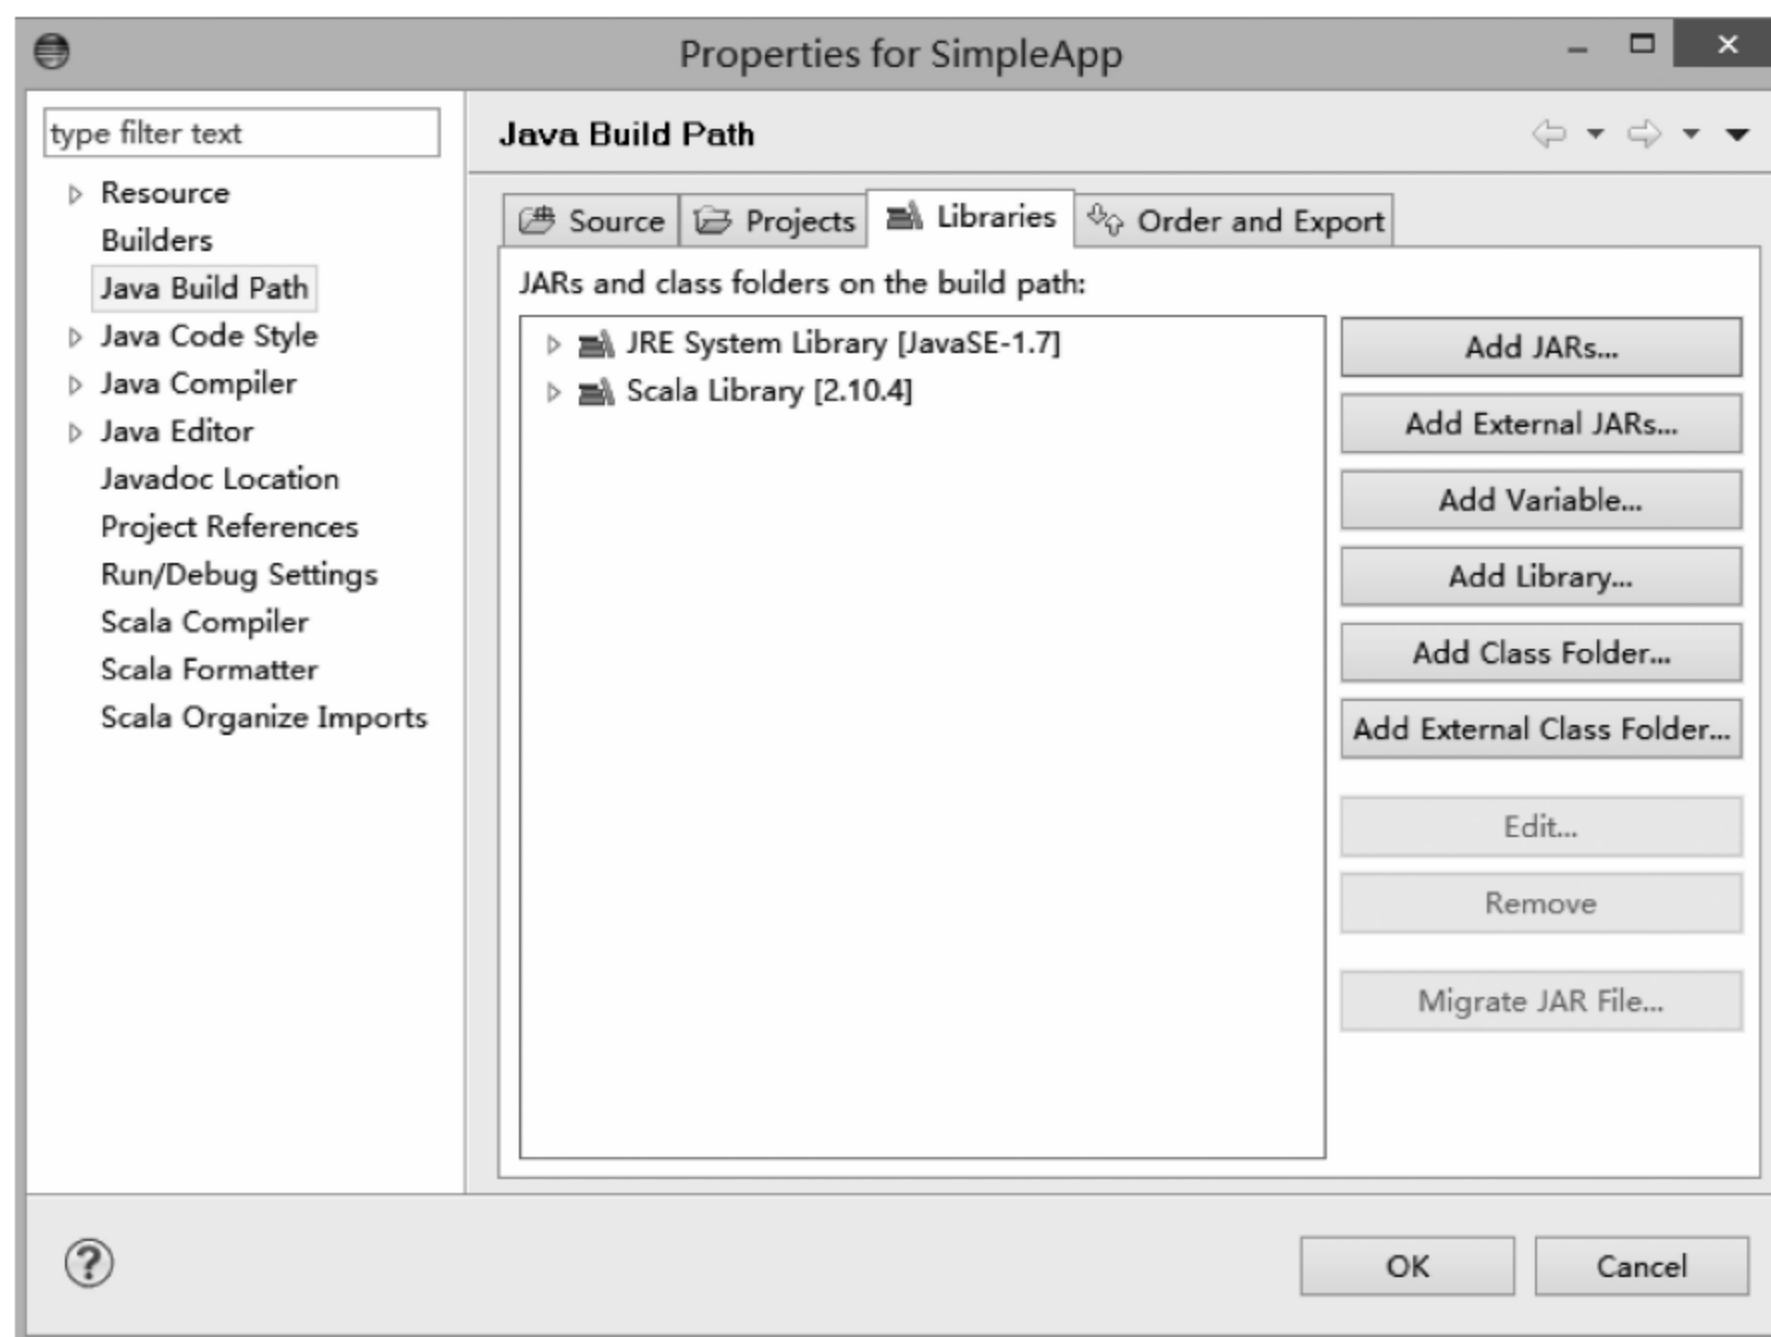 Properties for SimpleApp
type filter text
Resource
Builders
Java Build Path
Java Code Style
Java Compiler
Java Editor
Javadoc Location
Project References
Run/Debug Settings
Scala Compiler
Scala Formatter
Scala Organize Imports
Java Build Path
Source Projects Libraries Order and Export
JARs and class folders on the build path:
JRE System Library [JavaSE-1.7]
Scala Library [2.10.4]
Add JARs...
Add External JARs...
Add Variable...
Add Library...
Add Class Folder...
Add External Class Folder...
Edit...
Remove
Migrate JAR File...
?
OK Cancel